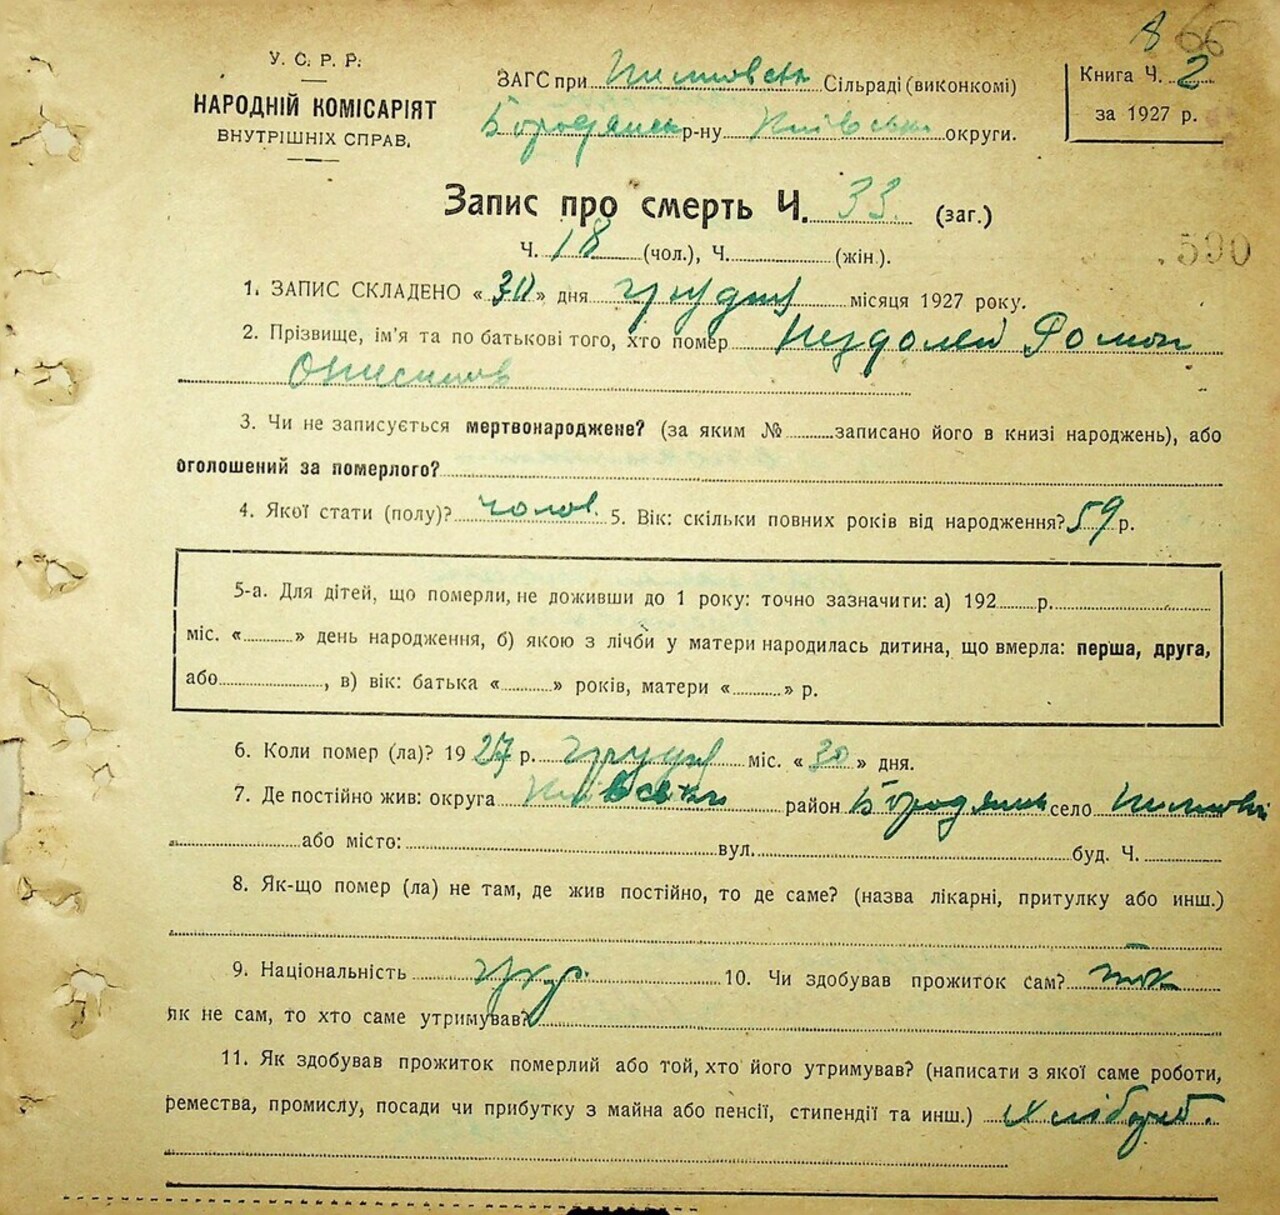 8 66
У. С. Р. Р.
НАРОДНІЙ КОМІСАРІЯТ
ВНУТРІШНІХ СПРАВ.
ЗАГС при Сільраді (виконкомі)
Бородянськ р-ну Київськ округи.
Книга Ч. 2
за 1927 р.
Запис про смерть Ч. 33. (заг.)
Ч. 18 (чол.), Ч. (жін.).
590
1. ЗАПИС СКЛАДЕНО «30» дня грудня місяця 1927 року.
2. Прізвище, ім'я та по батькові того, хто помер Нездолей Роман
Онисимов
3. Чи не записується мертвонароджене? (за яким № записано його в книзі народжень), або
оголошений за померлого?
4. Якої стати (полу)? чолов. 5. Вік: скільки повних років від народження? 59 р.
5-а. Для дітей, що померли, не доживши до 1 року: точно зазначити: а) 192 р.
міс. « » день народження, б) якою з лічби у матери народилась дитина, що вмерла: перша, друга,
або , в) вік: батька « » років, матери « » р.
6. Коли помер (ла)? 1927 р. грудня міс. «30» дня.
7. Де постійно жив: округа Київськ район Бородянськ село
або місто: вул. буд. Ч.
8. Як-що помер (ла) не там, де жив постійно, то де саме? (назва лікарні, притулку або инш.)
9. Національність укр. 10. Чи здобував прожиток сам? так
як не сам, то хто саме утримував?
11. Як здобував прожиток померлий або той, хто його утримував? (написати з якої саме роботи,
ремества, промислу, посади чи прибутку з майна або пенсії, стипендії та инш.) Хлібороб.